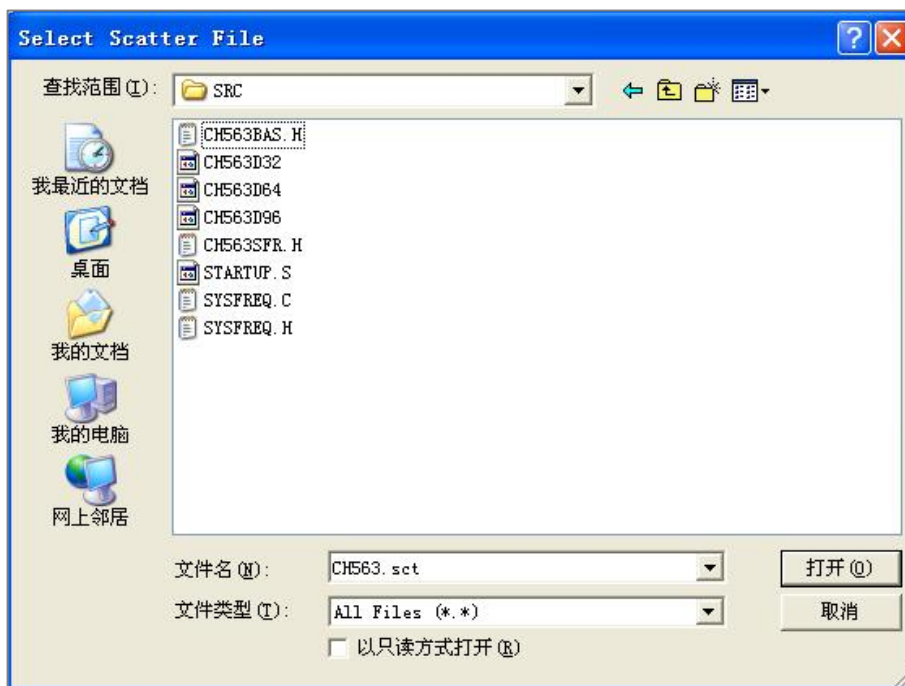 Select Scatter File
查找范围(I):
SRC
我最近的文档
桌面
我的文档
我的电脑
网上邻居
CH563BAS.H
CH563D32
CH563D64
CH563D96
CH563SFR.H
STARTUP.S
SYSFREQ.C
SYSFREQ.H
文件名(N):
CH563.sct
打开(O)
文件类型(T):
All Files (*.*)
取消
以只读方式打开(R)